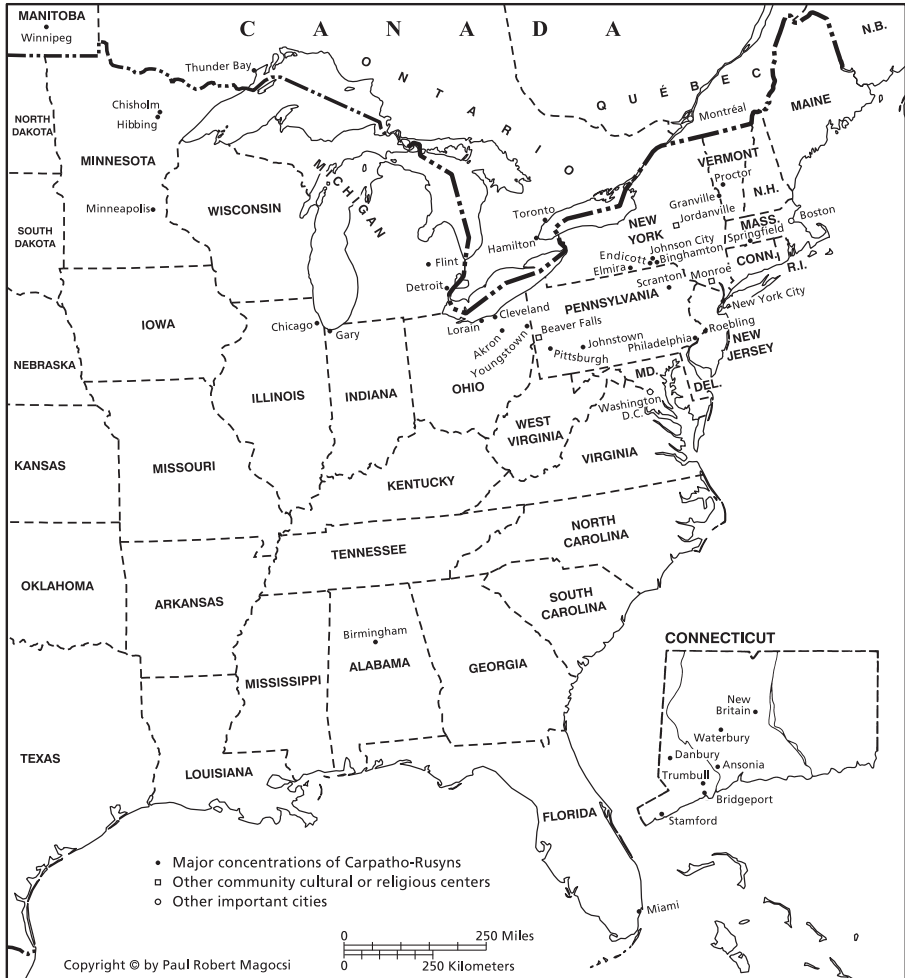 MANITOBA
Winnipeg
C A N A D A
N.B.
Thunder Bay
ONTARIO
QUÉBEC
Montréal
MAINE
NORTH
DAKOTA
Chisholm
Hibbing
MINNESOTA
Minneapolis
SOUTH
DAKOTA
WISCONSIN
MICHIGAN
VERMONT
Proctor
N.H.
Granville
Jordanville
MASS.
Boston
Springfield
CONN.
R.I.
Toronto
Hamilton
NEW
YORK
Johnson City
Endicott
Binghamton
Elmira
Monroe
Scranton
New York City
Flint
Detroit
PENNSYLVANIA
IOWA
Chicago
Gary
Lorain
Cleveland
Akron
Youngstown
Beaver Falls
Johnstown
Pittsburgh
Philadelphia
Roebling
NEW
JERSEY
NEBRASKA
ILLINOIS
INDIANA
OHIO
MD.
DEL.
Washington
D.C.
WEST
VIRGINIA
VIRGINIA
KANSAS
MISSOURI
KENTUCKY
NORTH
CAROLINA
TENNESSEE
OKLAHOMA
ARKANSAS
SOUTH
CAROLINA
Birmingham
MISSISSIPPI
ALABAMA
GEORGIA
TEXAS
LOUISIANA
FLORIDA
Miami
CONNECTICUT
New
Britain
Waterbury
Danbury
Ansonia
Trumbull
Bridgeport
Stamford
Major concentrations of Carpatho-Rusyns
Other community cultural or religious centers
Other important cities
0 250 Miles
0 250 Kilometers
Copyright © by Paul Robert Magocsi